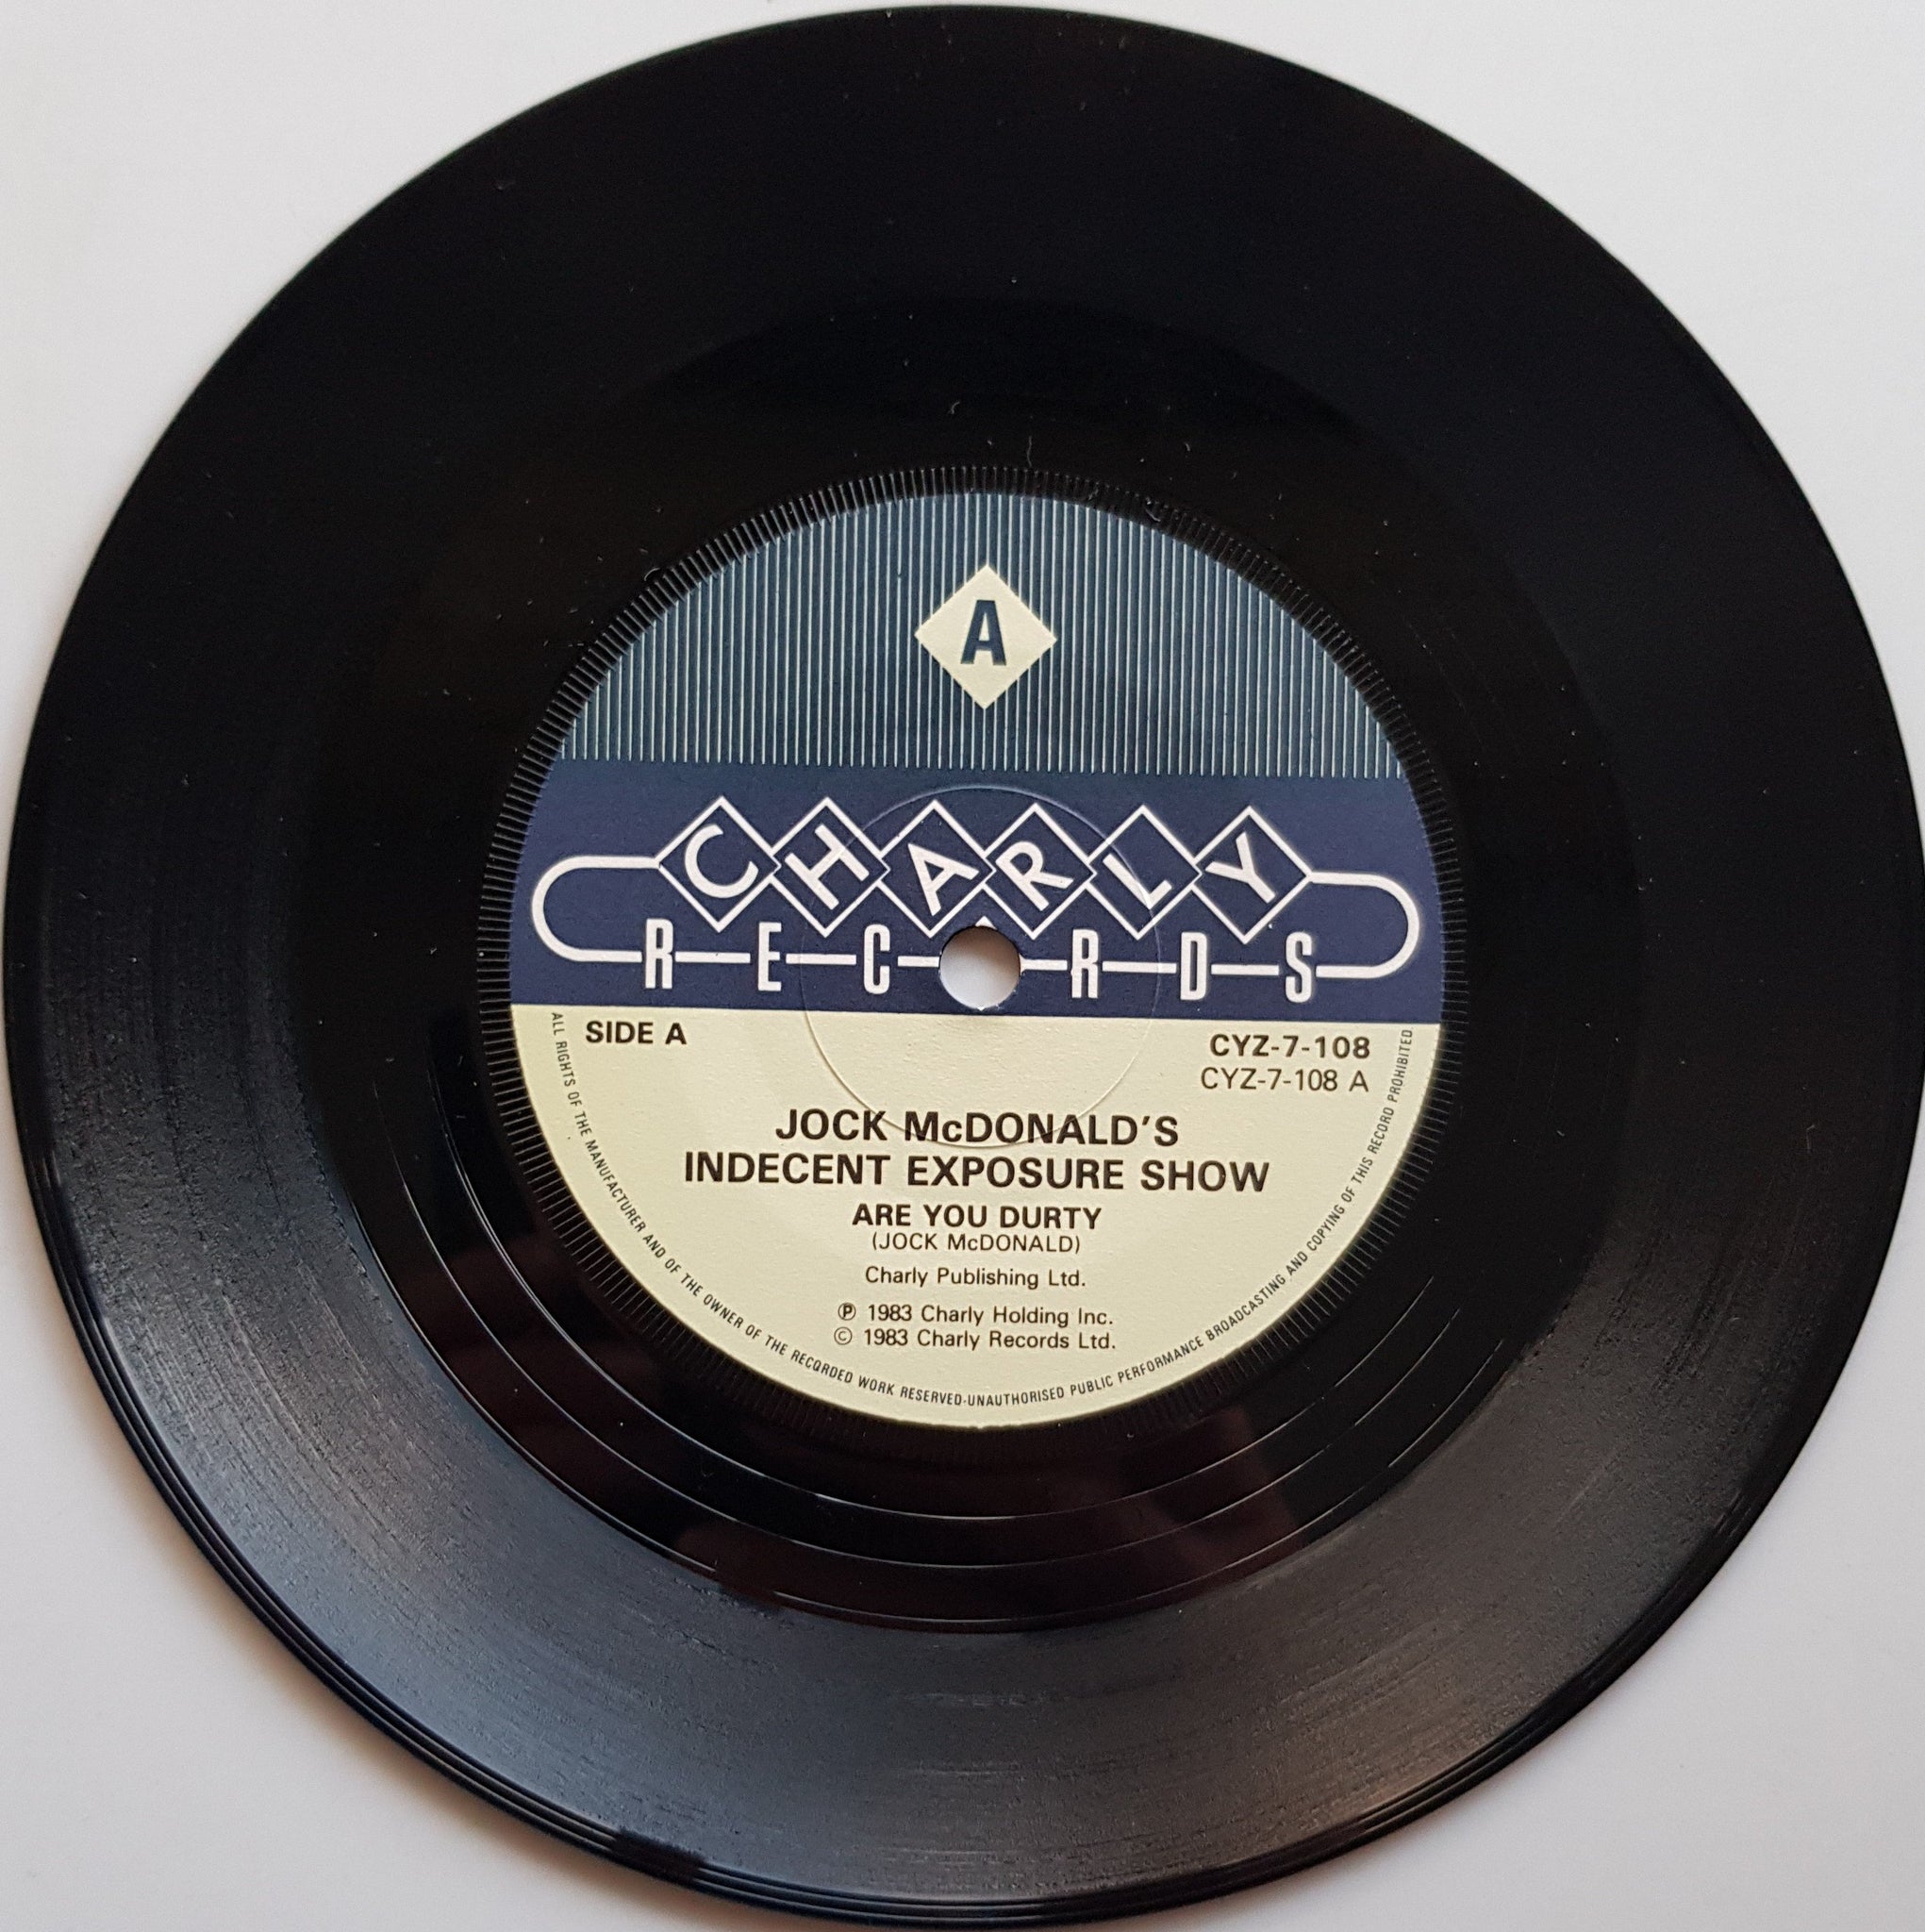 A
CHARLY
RECORDS
SIDE A
CYZ-7-108
CYZ-7-108 A
JOCK McDONALD'S
INDECENT EXPOSURE SHOW
ARE YOU DURTY
(JOCK McDONALD)
Charly Publishing Ltd.
℗ 1983 Charly Holding Inc.
© 1983 Charly Records Ltd.
ALL RIGHTS OF THE MANUFACTURER AND OF THE OWNER OF THE RECORDED WORK RESERVED-UNAUTHORISED PUBLIC PERFORMANCE BROADCASTING AND COPYING OF THIS RECORD PROHIBITED